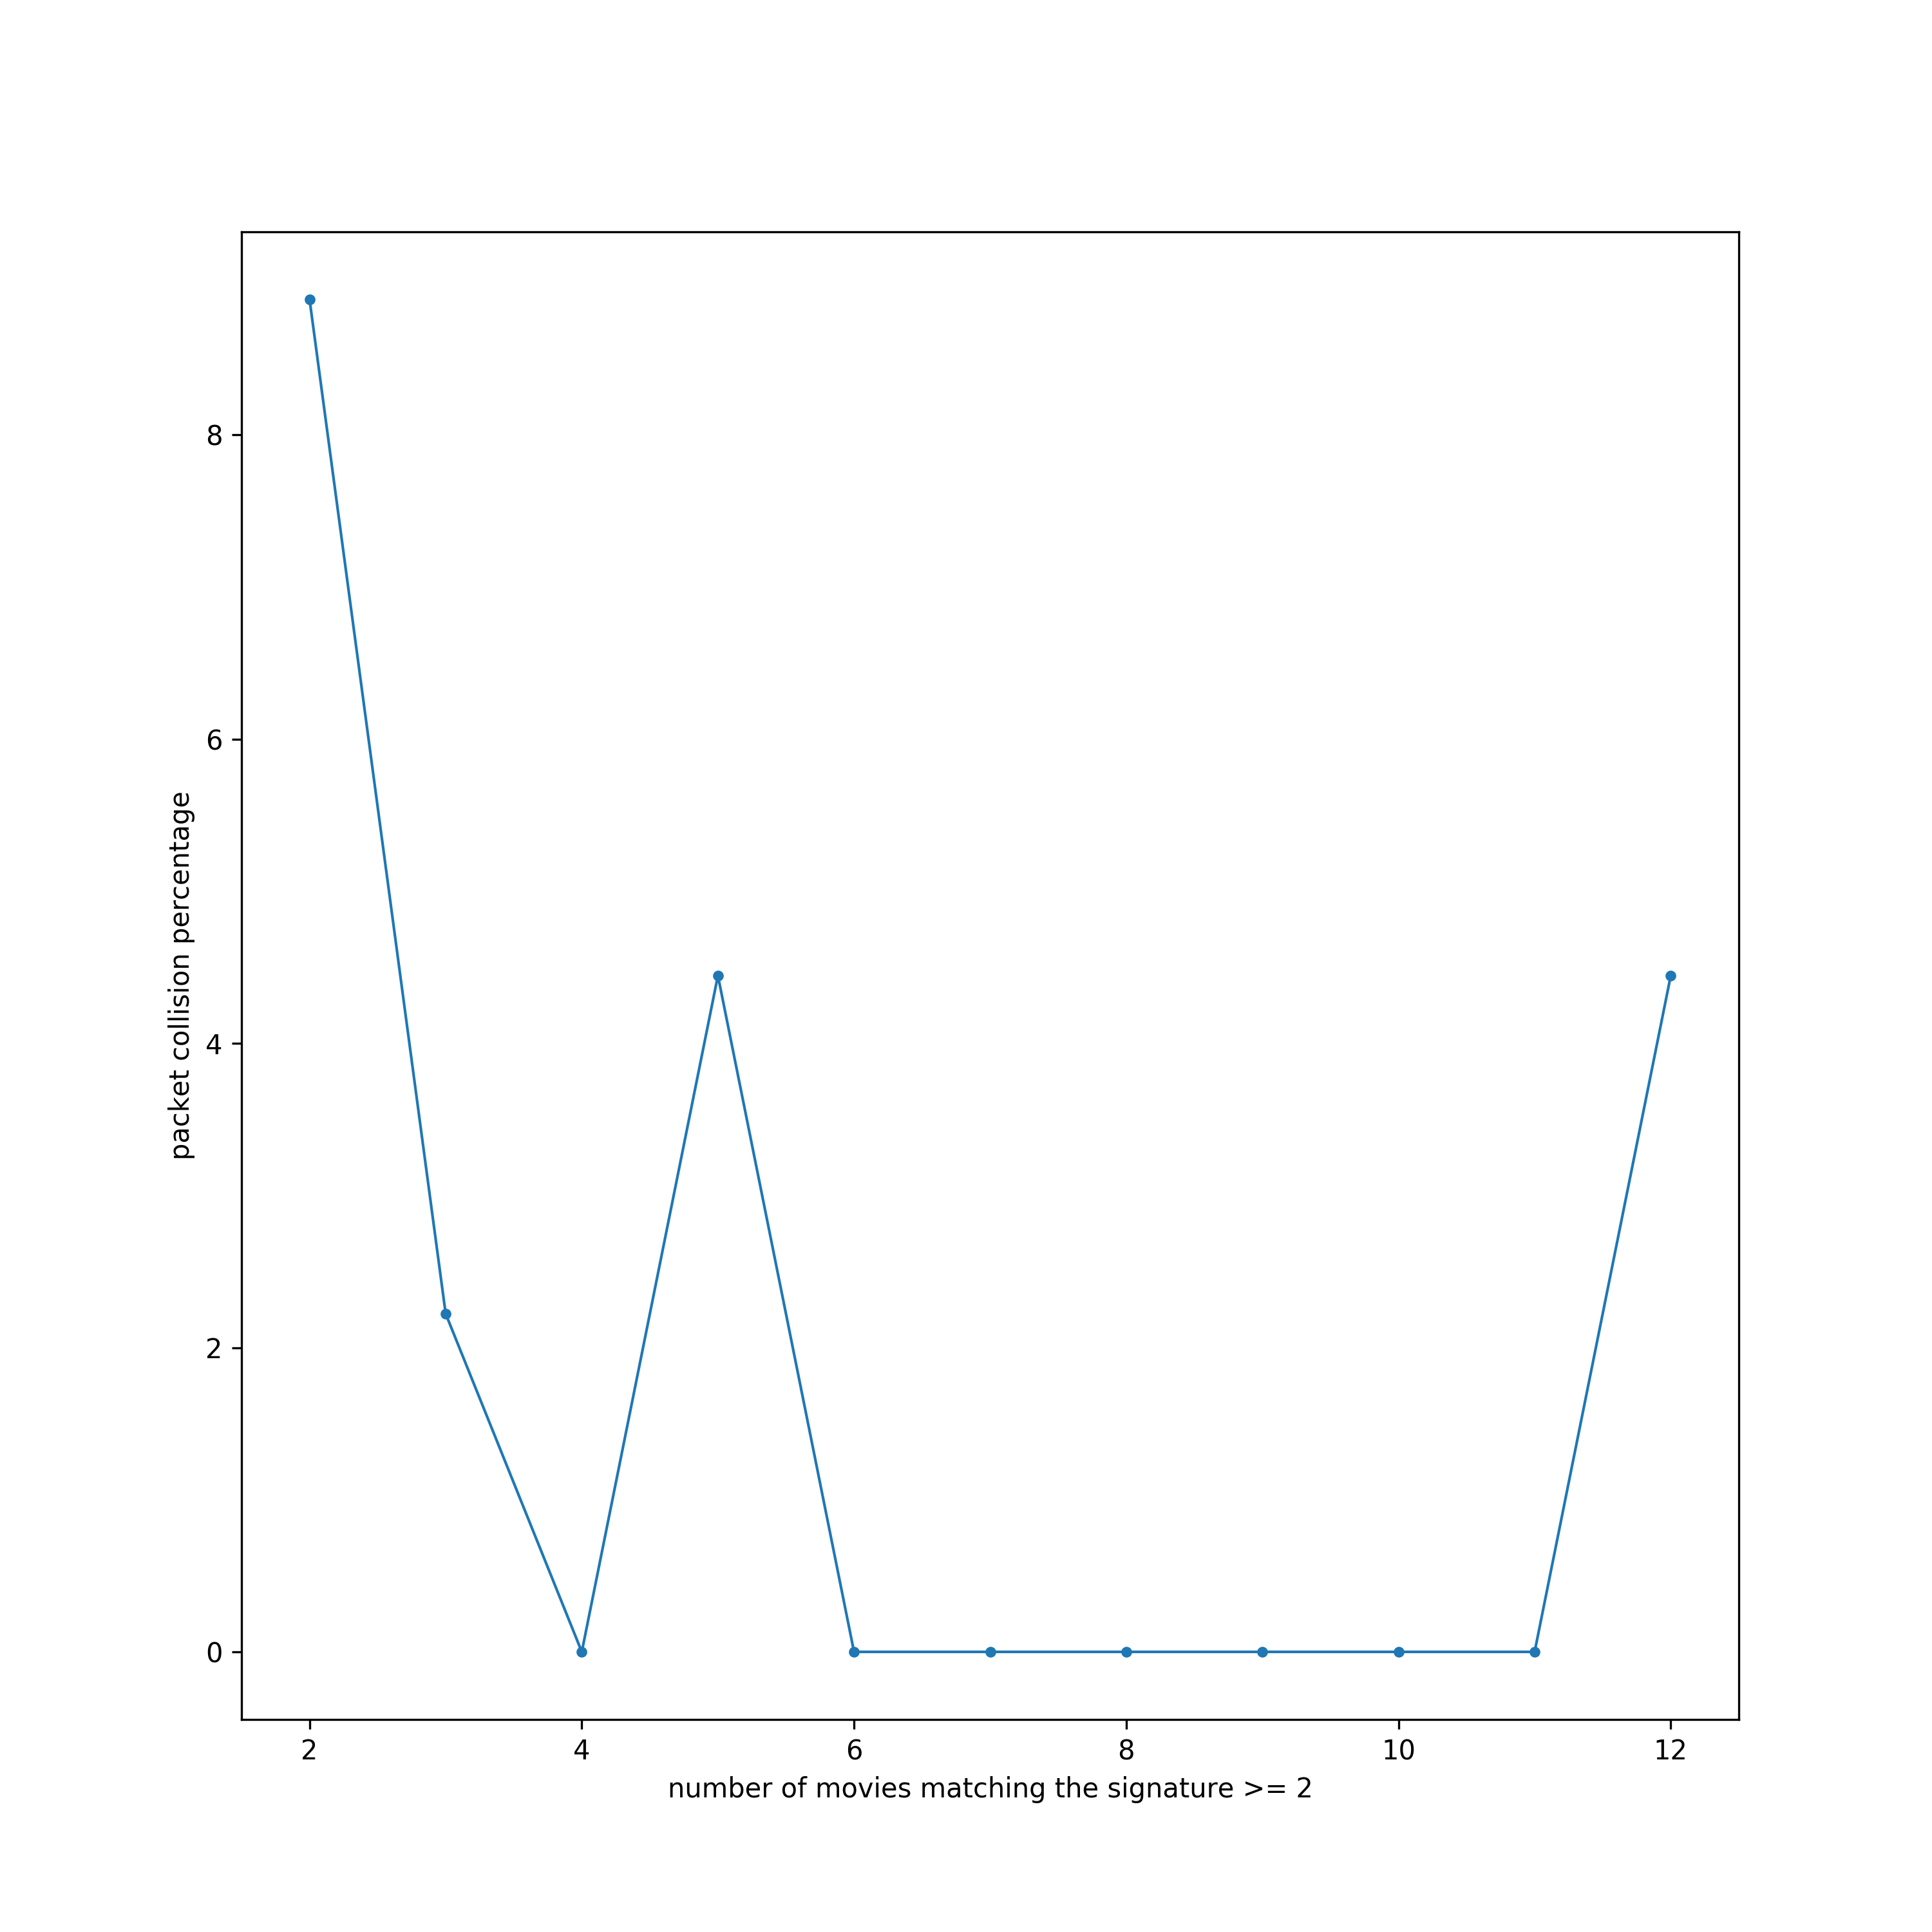 8
6
4
2
0
packet collision percentage
2 4 6 8 10 12
number of movies matching the signature >= 2